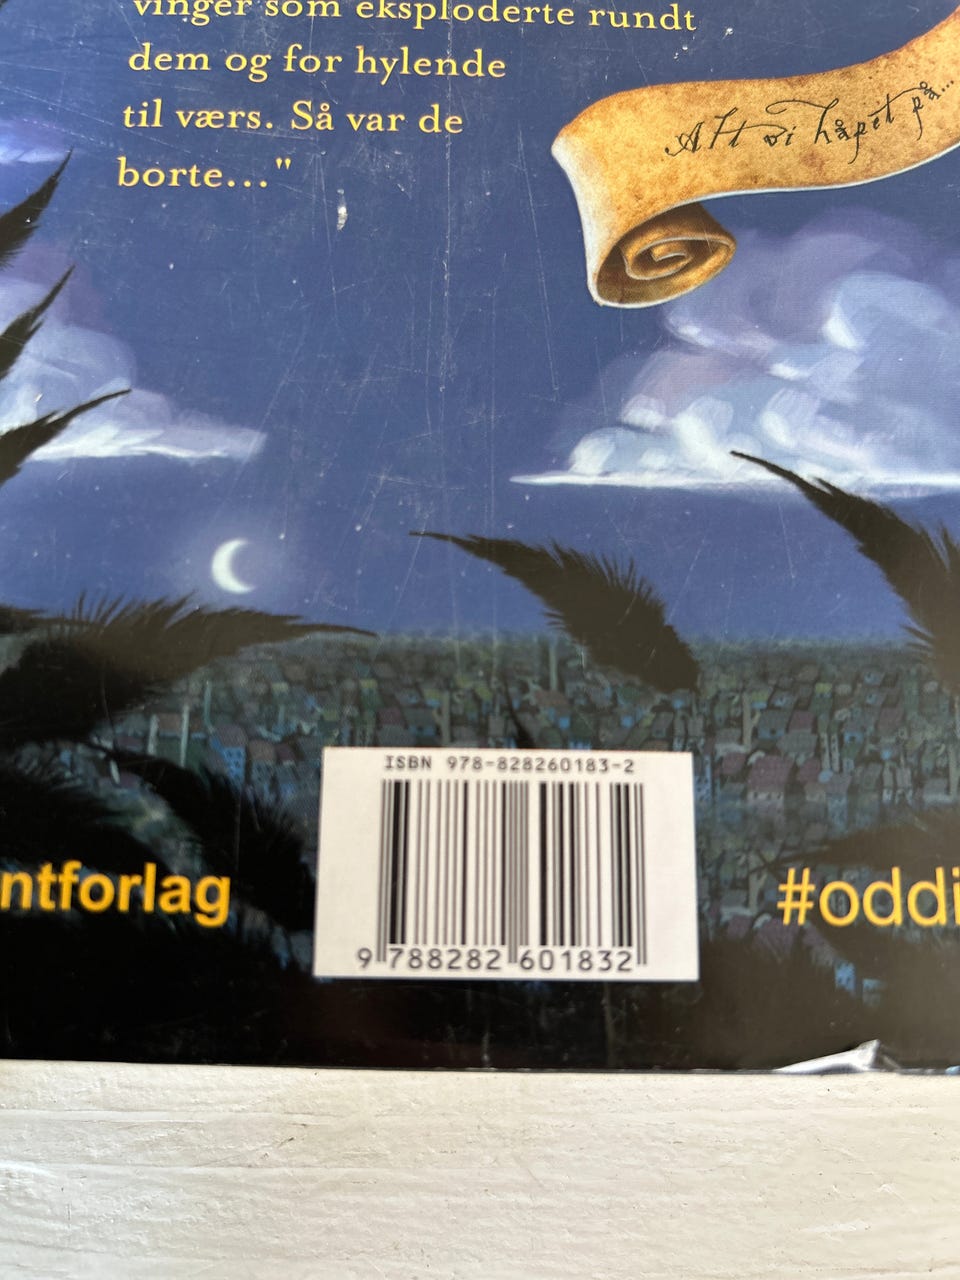 vinger som eksploderte rundt
dem og for hylende
til værs. Så var de
borte..."
Alt vi håpet på...
ISBN 978-828260183-2
9 788282 601832
ntforlag
#oddi